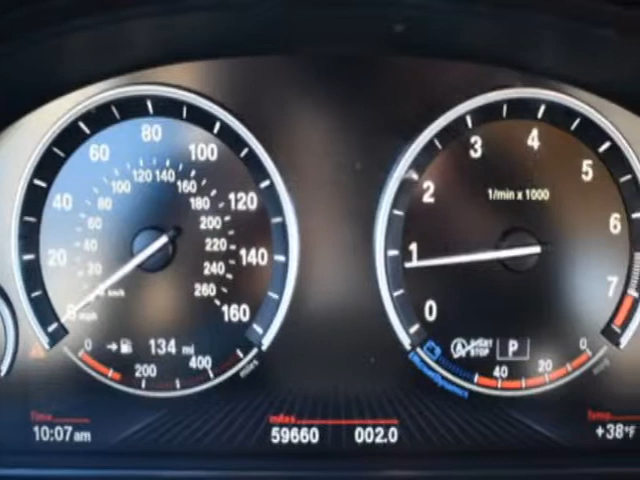 80
60
100
120 140
100
160
80
40
180
120
60
200
40
220
20
140
20
240
km/h
260
0
mph
160
0
134 mi
200
400
miles
4
3
5
1/min x 1000
2
6
1
7
0
STOP
P
0
20
40
EfficientDynamics
Time
10:07am
miles
59660 002.0
Temp
+38°F